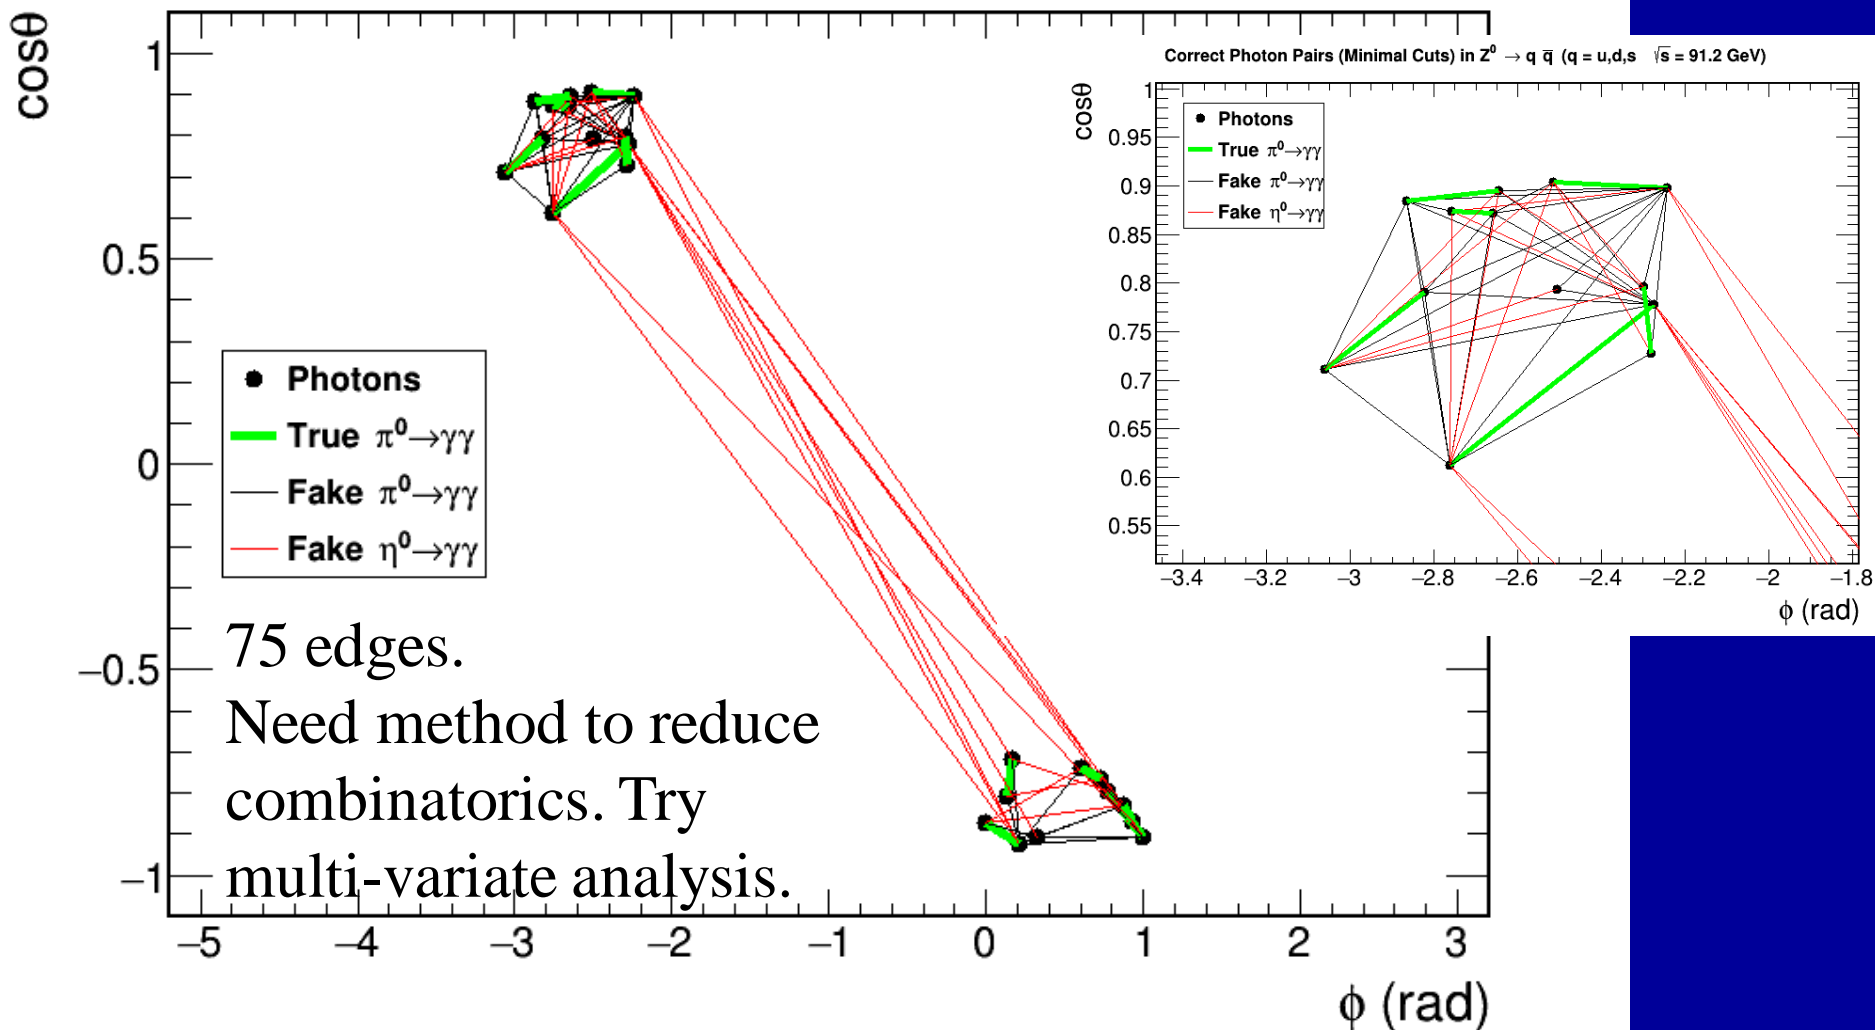 cosθ
1
0.5
0
−0.5
−1
−5 −4 −3 −2 −1 0 1 2 3
ϕ (rad)
● Photons
True π⁰→γγ
Fake π⁰→γγ
Fake η⁰→γγ
75 edges.
Need method to reduce
combinatorics. Try
multi-variate analysis.
Correct Photon Pairs (Minimal Cuts) in Z⁰ → q q̅ (q = u,d,s √s = 91.2 GeV)
cosθ
1
0.95
0.9
0.85
0.8
0.75
0.7
0.65
0.6
0.55
● Photons
True π⁰→γγ
Fake π⁰→γγ
Fake η⁰→γγ
−3.4 −3.2 −3 −2.8 −2.6 −2.4 −2.2 −2 −1.8
ϕ (rad)